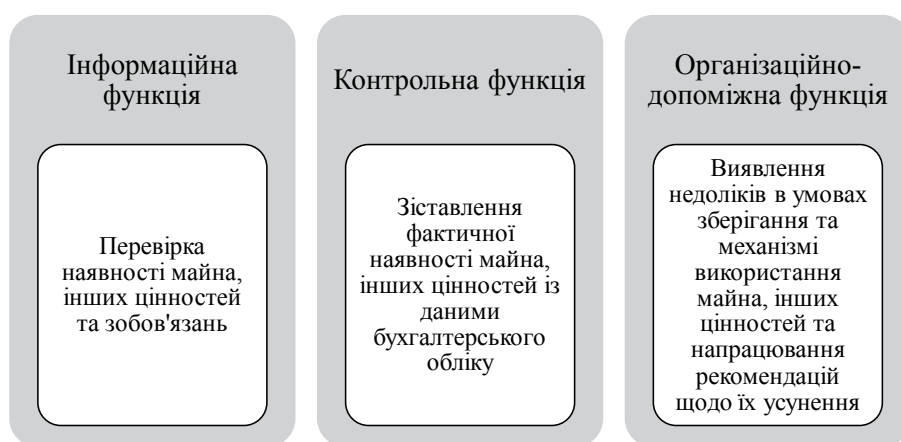 Інформаційна
функція
Перевірка
наявності майна,
інших цінностей
та зобов'язань
Контрольна функція
Зіставлення
фактичної
наявності майна,
інших цінностей із
даними
бухгалтерського
обліку
Організаційно-
допоміжна функція
Виявлення
недоліків в умовах
зберігання та
механізмі
використання
майна, інших
цінностей та
напрацювання
рекомендацій
щодо їх усунення